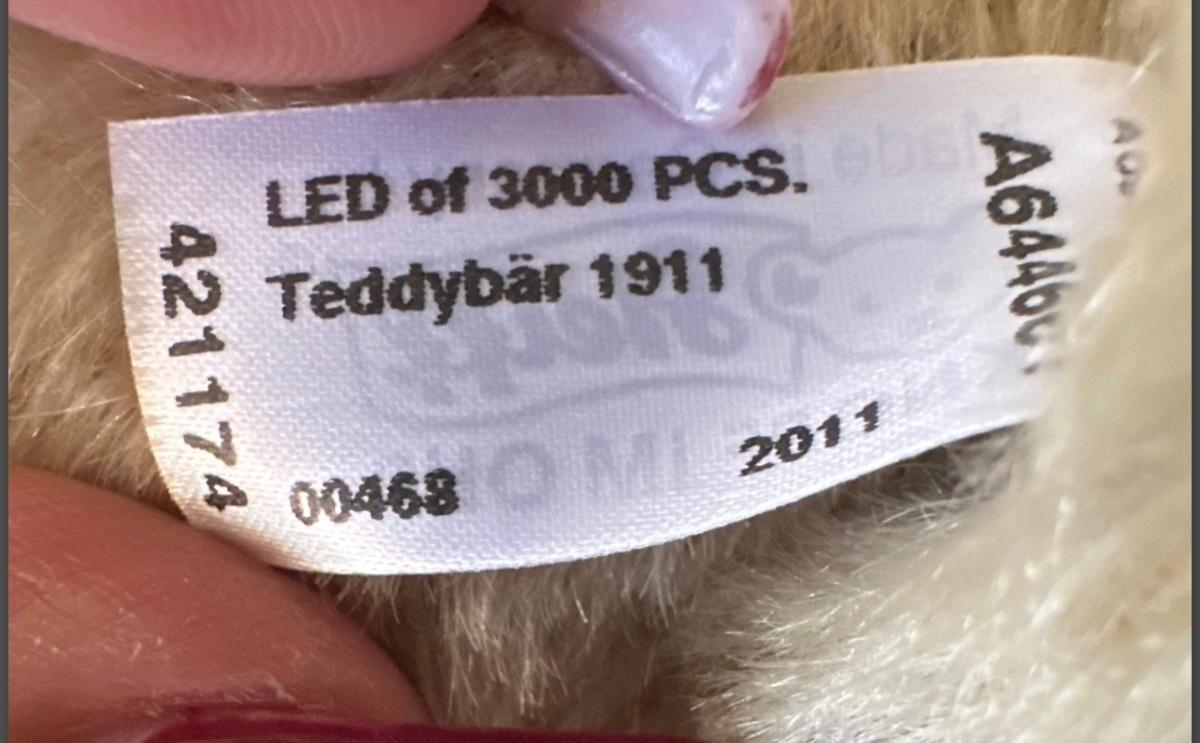 LED of 3000 PCS.
Teddybär 1911
421174
00468
2011